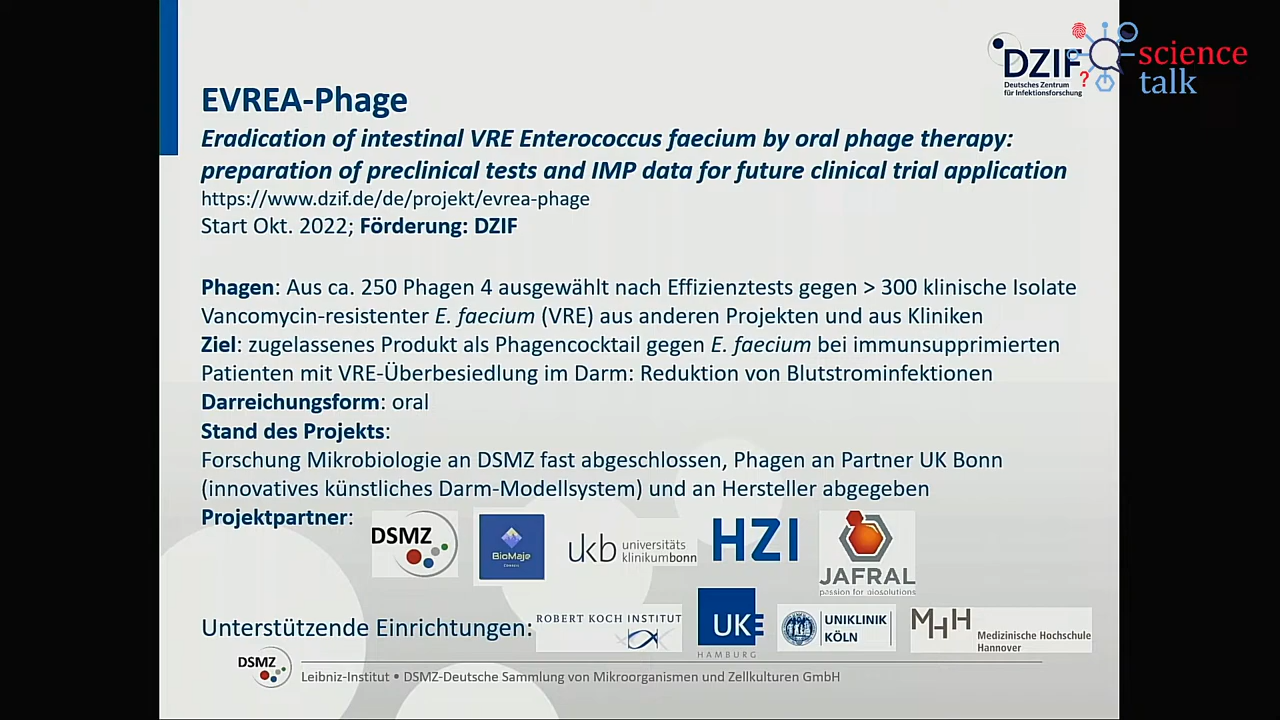 DZIF
Deutsches Zentrum
für Infektionsforschung
?
science
talk
EVREA-Phage
Eradication of intestinal VRE Enterococcus faecium by oral phage therapy:
preparation of preclinical tests and IMP data for future clinical trial application
https://www.dzif.de/de/projekt/evrea-phage
Start Okt. 2022; Förderung: DZIF
Phagen: Aus ca. 250 Phagen 4 ausgewählt nach Effizienztests gegen > 300 klinische Isolate
Vancomycin-resistenter E. faecium (VRE) aus anderen Projekten und aus Kliniken
Ziel: zugelassenes Produkt als Phagencocktail gegen E. faecium bei immunsupprimierten
Patienten mit VRE-Überbesiedlung im Darm: Reduktion von Blutstrominfektionen
Darreichungsform: oral
Stand des Projekts:
Forschung Mikrobiologie an DSMZ fast abgeschlossen, Phagen an Partner UK Bonn
(innovatives künstliches Darm-Modellsystem) und an Hersteller abgegeben
Projektpartner:
DSMZ
BioMaje
ukb universitäts
klinikumbonn
HZI
JAFRAL
passion for biosolutions
Unterstützende Einrichtungen:
ROBERT KOCH INSTITUT
UKE
HAMBURG
UNIKLINIK
KÖLN
MHH
Medizinische Hochschule
Hannover
DSMZ
Leibniz-Institut • DSMZ-Deutsche Sammlung von Mikroorganismen und Zellkulturen GmbH